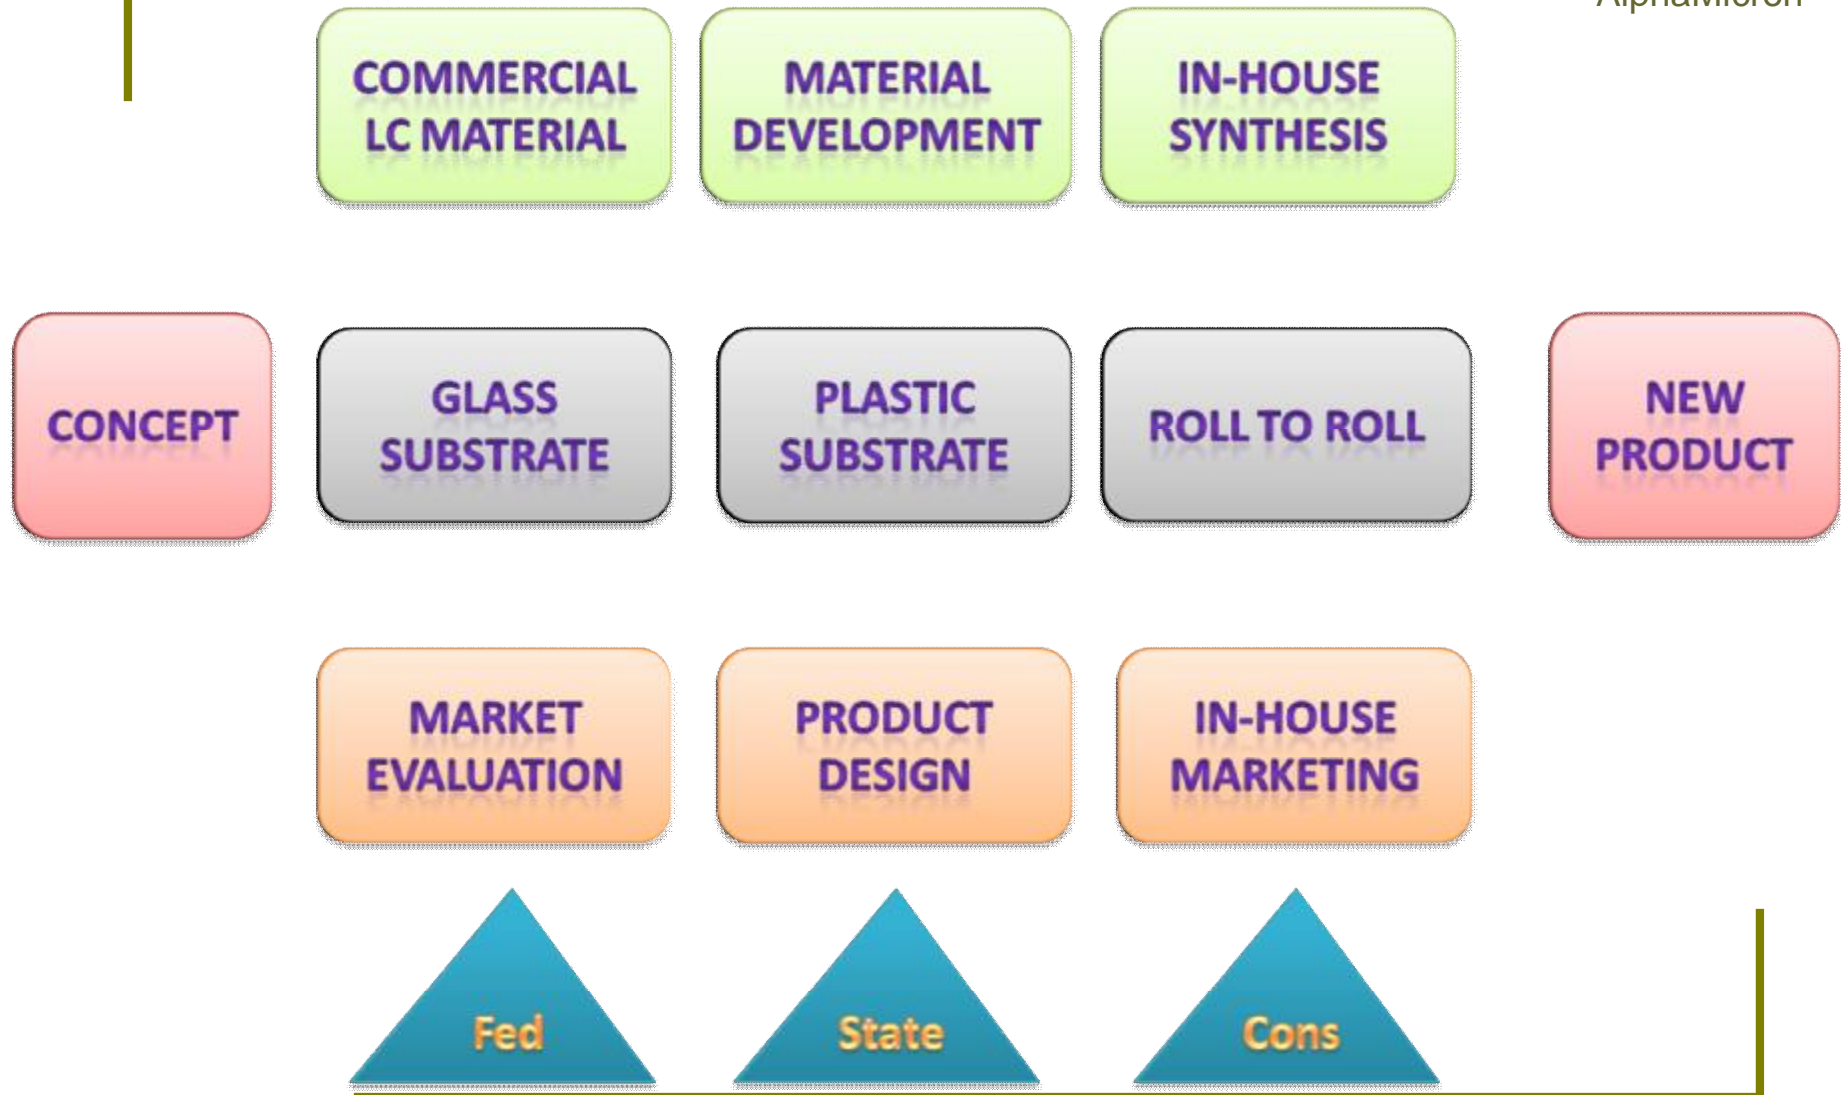 AlphaMicron
COMMERCIAL
LC MATERIAL
MATERIAL
DEVELOPMENT
IN-HOUSE
SYNTHESIS
CONCEPT
GLASS
SUBSTRATE
PLASTIC
SUBSTRATE
ROLL TO ROLL
NEW
PRODUCT
MARKET
EVALUATION
PRODUCT
DESIGN
IN-HOUSE
MARKETING
Fed
State
Cons